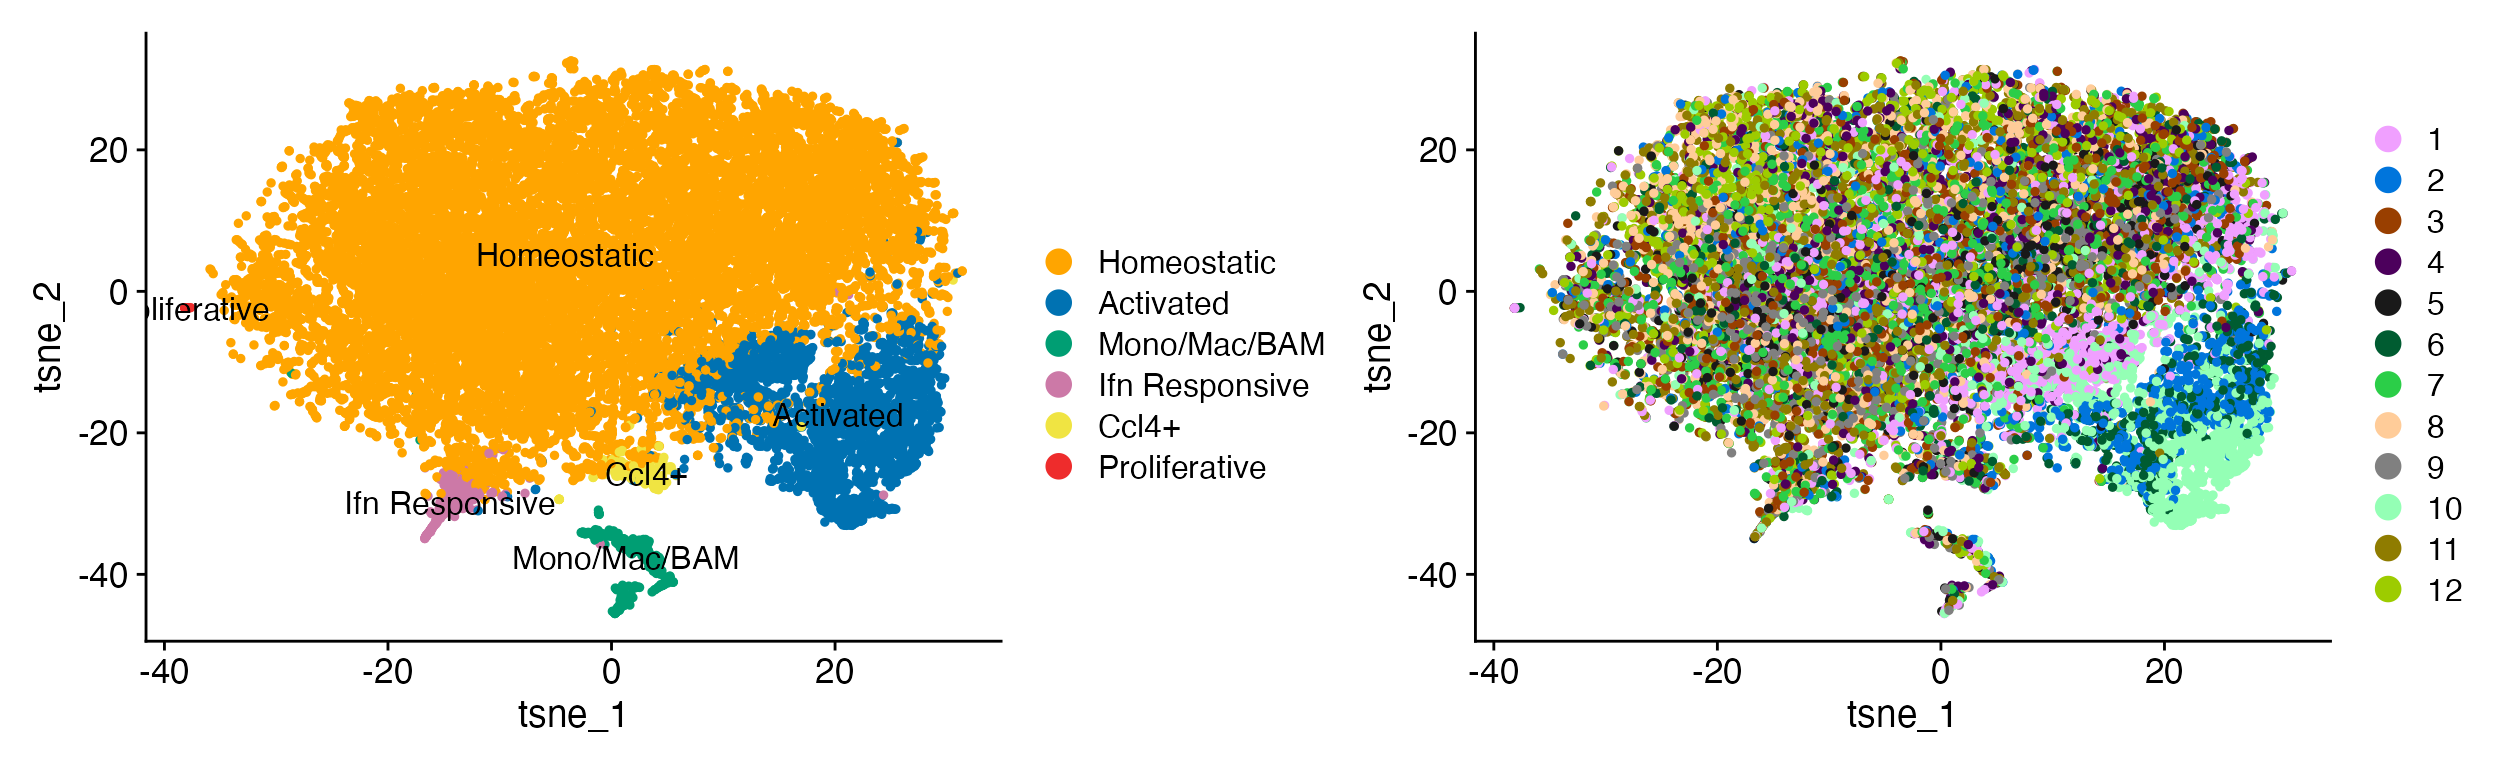 tsne_2
20
0
-20
-40
-40
-20
0
20
tsne_1
Homeostatic
oliferative
Activated
Ccl4+
Ifn Responsive
Mono/Mac/BAM
Homeostatic
Activated
Mono/Mac/BAM
Ifn Responsive
Ccl4+
Proliferative
tsne_2
20
0
-20
-40
-40
-20
0
20
tsne_1
1
2
3
4
5
6
7
8
9
10
11
12